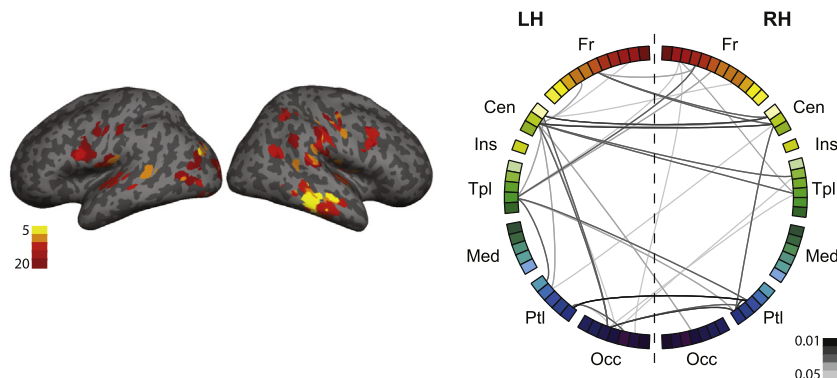 LH RH
Fr Fr
Cen Cen
Ins Ins
Tpl Tpl
Med Med
Ptl Ptl
Occ Occ
5
20
0.01
0.05